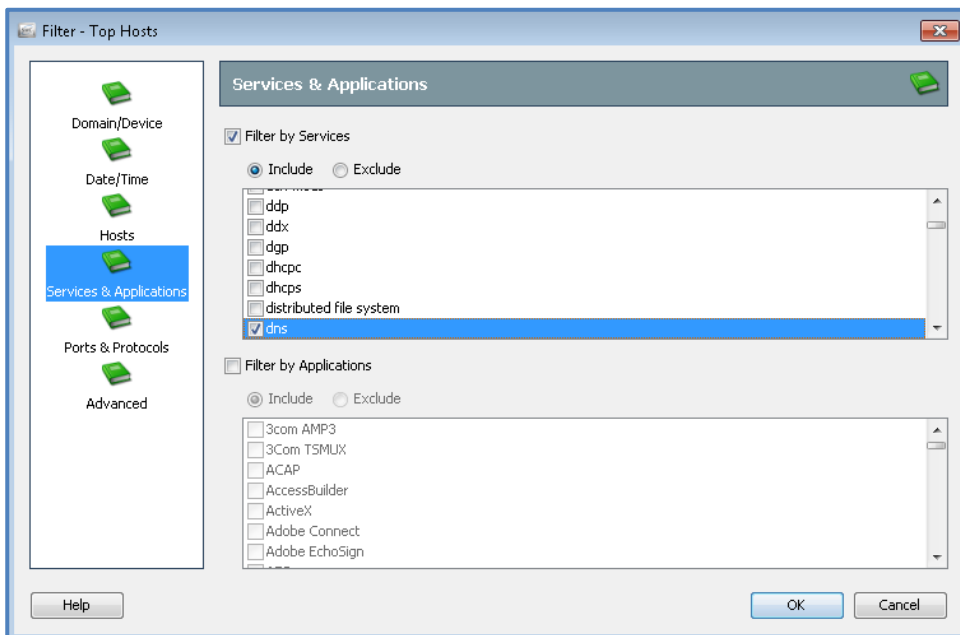 Filter - Top Hosts
Domain/Device
Date/Time
Hosts
Services & Applications
Ports & Protocols
Advanced
Services & Applications
Filter by Services
Include Exclude
ddp
ddx
dgp
dhcpc
dhcps
distributed file system
dns
Filter by Applications
Include Exclude
3com AMP3
3Com TSMUX
ACAP
AccessBuilder
ActiveX
Adobe Connect
Adobe EchoSign
Help OK Cancel